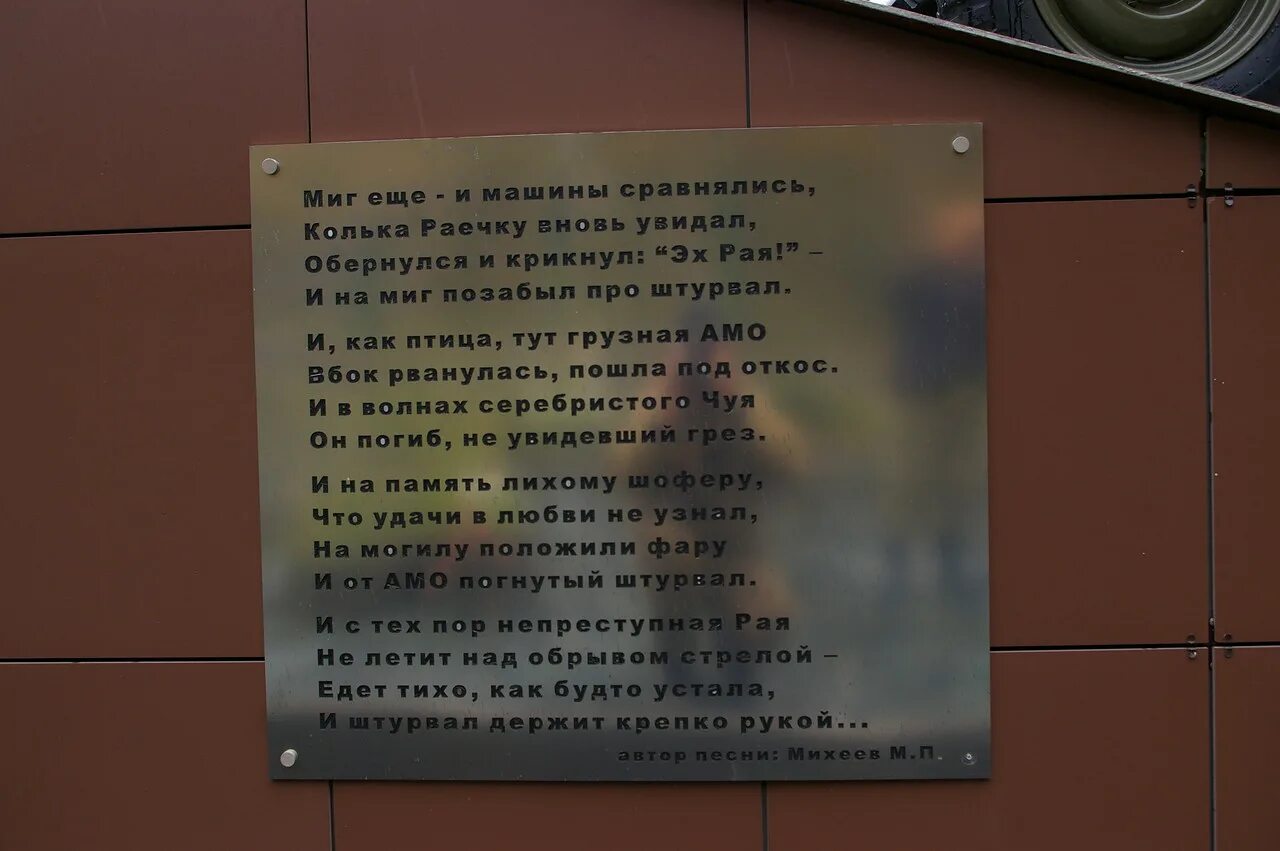 Миг еще - и машины сравнялись,
Колька Раечку вновь увидал,
Обернулся и крикнул: “Эх Рая!” –
И на миг позабыл про штурвал.
И, как птица, тут грузная АМО
Вбок рванулась, пошла под откос.
И в волнах серебристого Чуя
Он погиб, не увидевший грез.
И на память лихому шоферу,
Что удачи в любви не узнал,
На могилу положили фару
И от АМО погнутый штурвал.
И с тех пор непреступная Рая
Не летит над обрывом стрелой –
Едет тихо, как будто устала,
И штурвал держит крепко рукой...
автор песни: Михеев М.П.